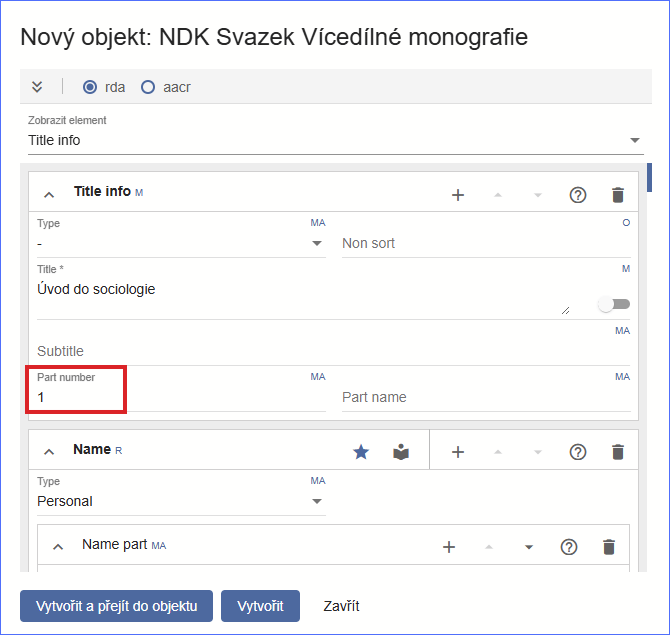 Nový objekt: NDK Svazek Vícedílné monografie
rda aacr
Zobrazit element
Title info
Title info M
Type MA
-
Non sort O
Title * M
Úvod do sociologie
Subtitle MA
Part number MA
1
Part name MA
Name R
Type MA
Personal
Name part MA
Vytvořit a přejít do objektu Vytvořit Zavřít